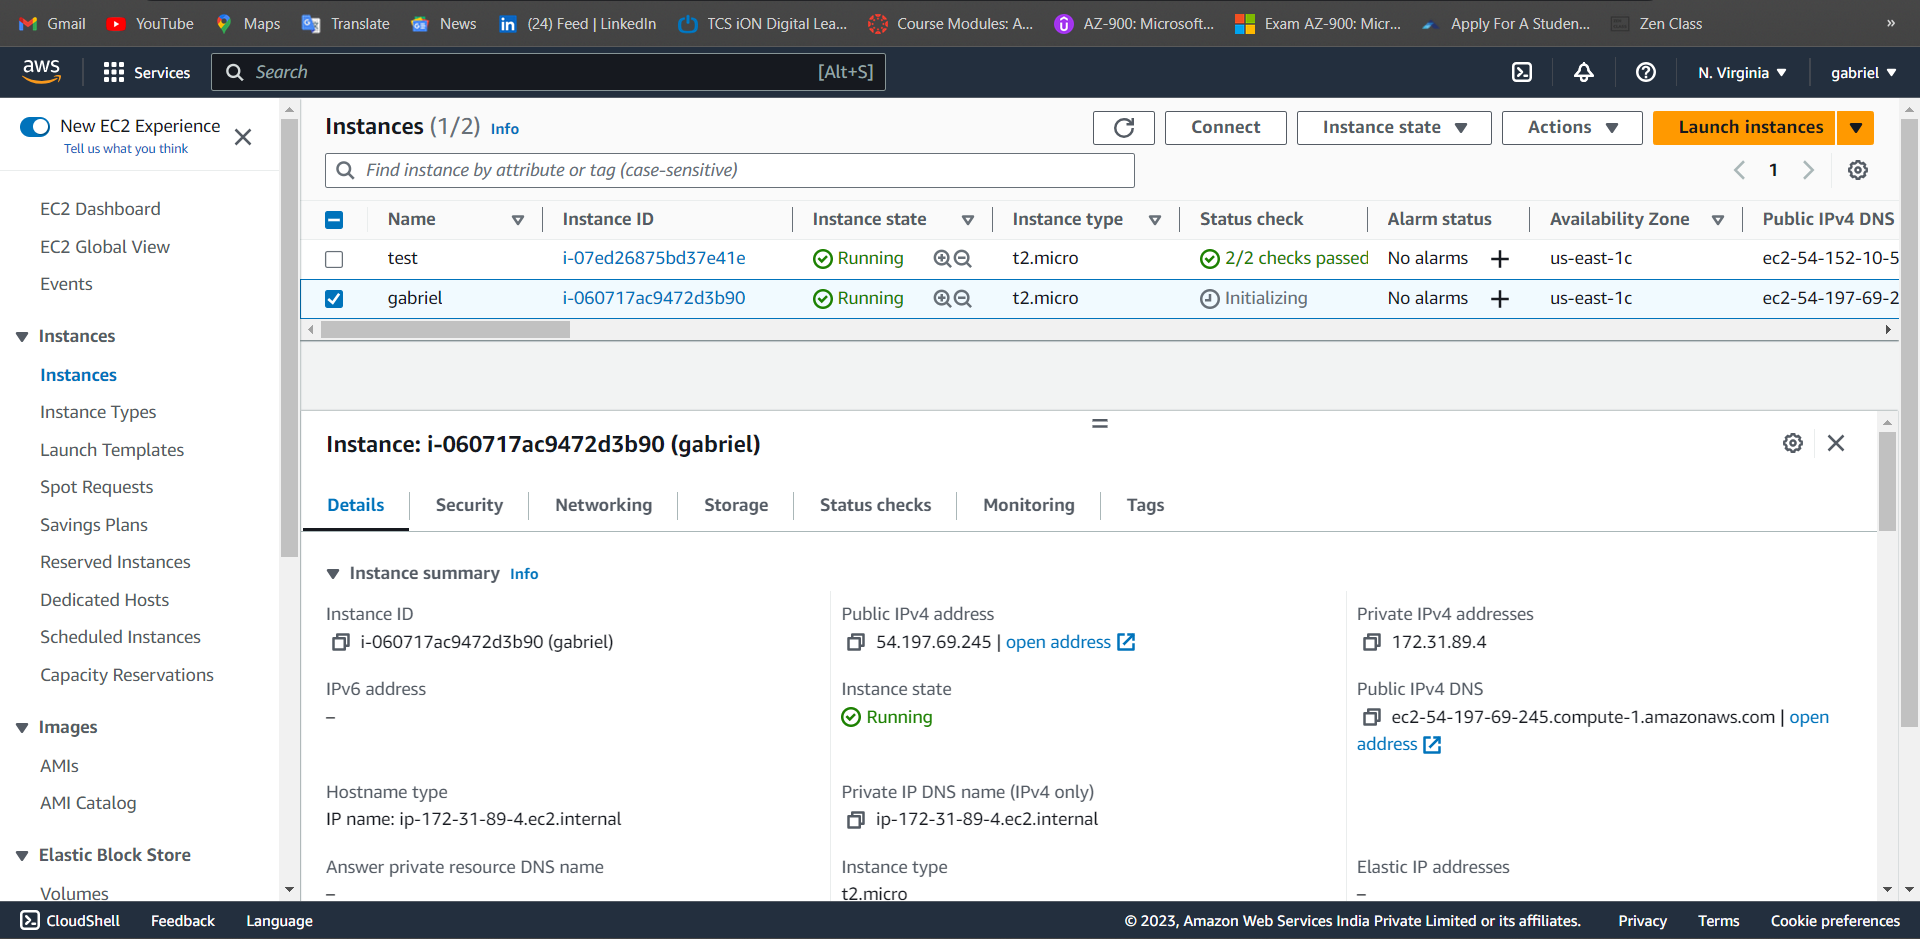 Gmail YouTube Maps Translate News (24) Feed | LinkedIn TCS iON Digital Lea... Course Modules: A... AZ-900: Microsoft... Exam AZ-900: Micr... Apply For A Studen... Zen Class »
aws Services Search [Alt+S] N. Virginia gabriel
New EC2 Experience
Tell us what you think
EC2 Dashboard
EC2 Global View
Events
Instances
Instances
Instance Types
Launch Templates
Spot Requests
Savings Plans
Reserved Instances
Dedicated Hosts
Scheduled Instances
Capacity Reservations
Images
AMIs
AMI Catalog
Elastic Block Store
Volumes
Instances (1/2) Info Connect Instance state Actions Launch instances
Find instance by attribute or tag (case-sensitive) 1
Name Instance ID Instance state Instance type Status check Alarm status Availability Zone Public IPv4 DNS
test i-07ed26875bd37e41e Running t2.micro 2/2 checks passed No alarms us-east-1c ec2-54-152-10-5
gabriel i-060717ac9472d3b90 Running t2.micro Initializing No alarms us-east-1c ec2-54-197-69-2
Instance: i-060717ac9472d3b90 (gabriel)
Details Security Networking Storage Status checks Monitoring Tags
Instance summary Info
Instance ID Public IPv4 address Private IPv4 addresses
i-060717ac9472d3b90 (gabriel) 54.197.69.245 | open address 172.31.89.4
IPv6 address Instance state Public IPv4 DNS
– Running ec2-54-197-69-245.compute-1.amazonaws.com | open
address
Hostname type Private IP DNS name (IPv4 only)
IP name: ip-172-31-89-4.ec2.internal ip-172-31-89-4.ec2.internal
Answer private resource DNS name Instance type Elastic IP addresses
– t2.micro –
CloudShell Feedback Language © 2023, Amazon Web Services India Private Limited or its affiliates. Privacy Terms Cookie preferences